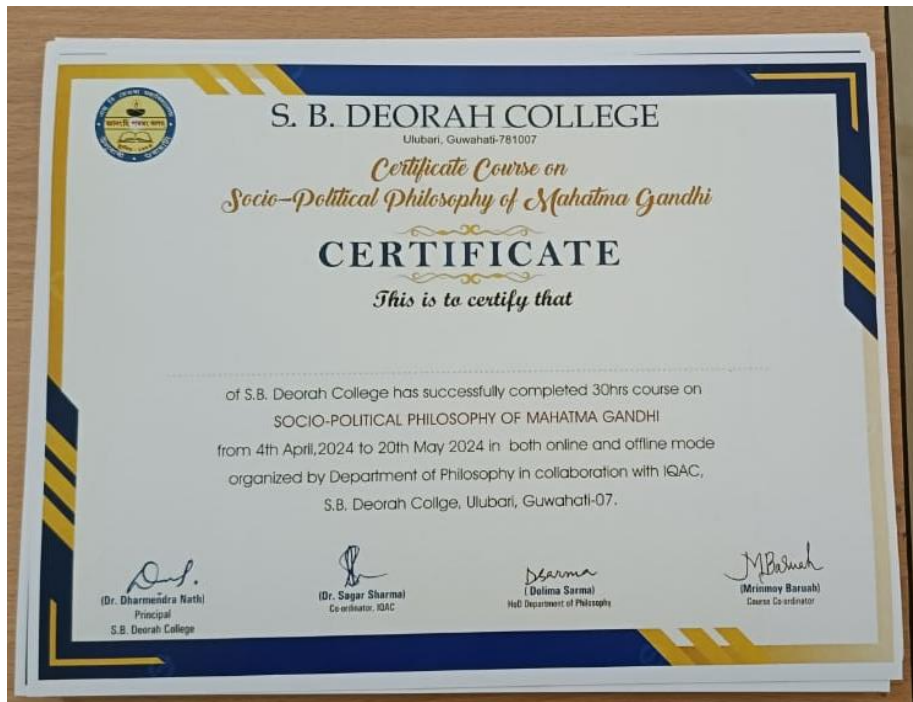 S. B. DEORAH COLLEGE
Ulubari, Guwahati-781007
Certificate Course on
Socio-Political Philosophy of Mahatma Gandhi
CERTIFICATE
This is to certify that
of S.B. Deorah College has successfully completed 30hrs course on
SOCIO-POLITICAL PHILOSOPHY OF MAHATMA GANDHI
from 4th April,2024 to 20th May 2024 in both online and offline mode
organized by Department of Philosophy in collaboration with IQAC,
S.B. Deorah Collge, Ulubari, Guwahati-07.
DSarma
MBaruah
(Dr. Dharmendra Nath)
Principal
S.B. Deorah College
(Dr. Sagar Sharma)
Co-ordinator, IQAC
( Dolima Sarma)
HoD Department of Philosophy
(Mrinmoy Baruah)
Course Co-ordinator